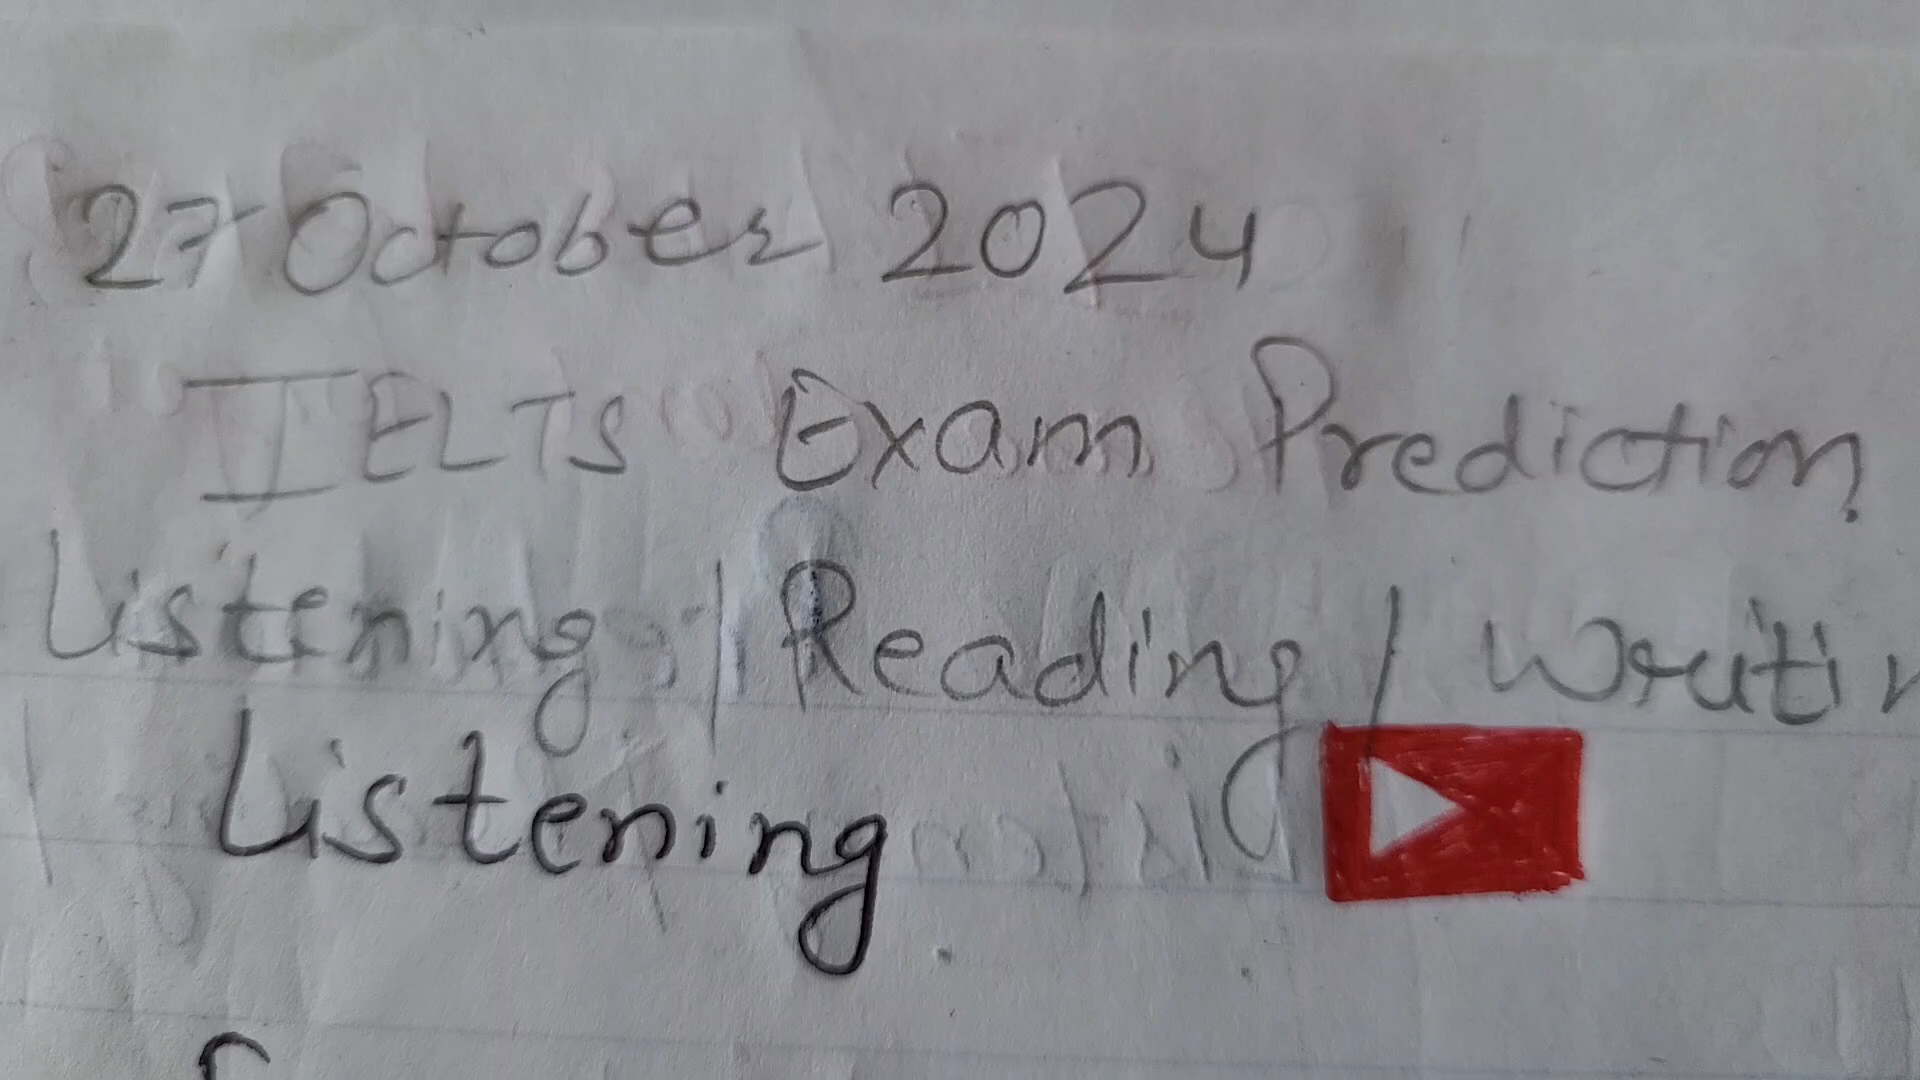 27 October 2024
IELTS Exam Prediction
Listening / Reading / Writin
Listening